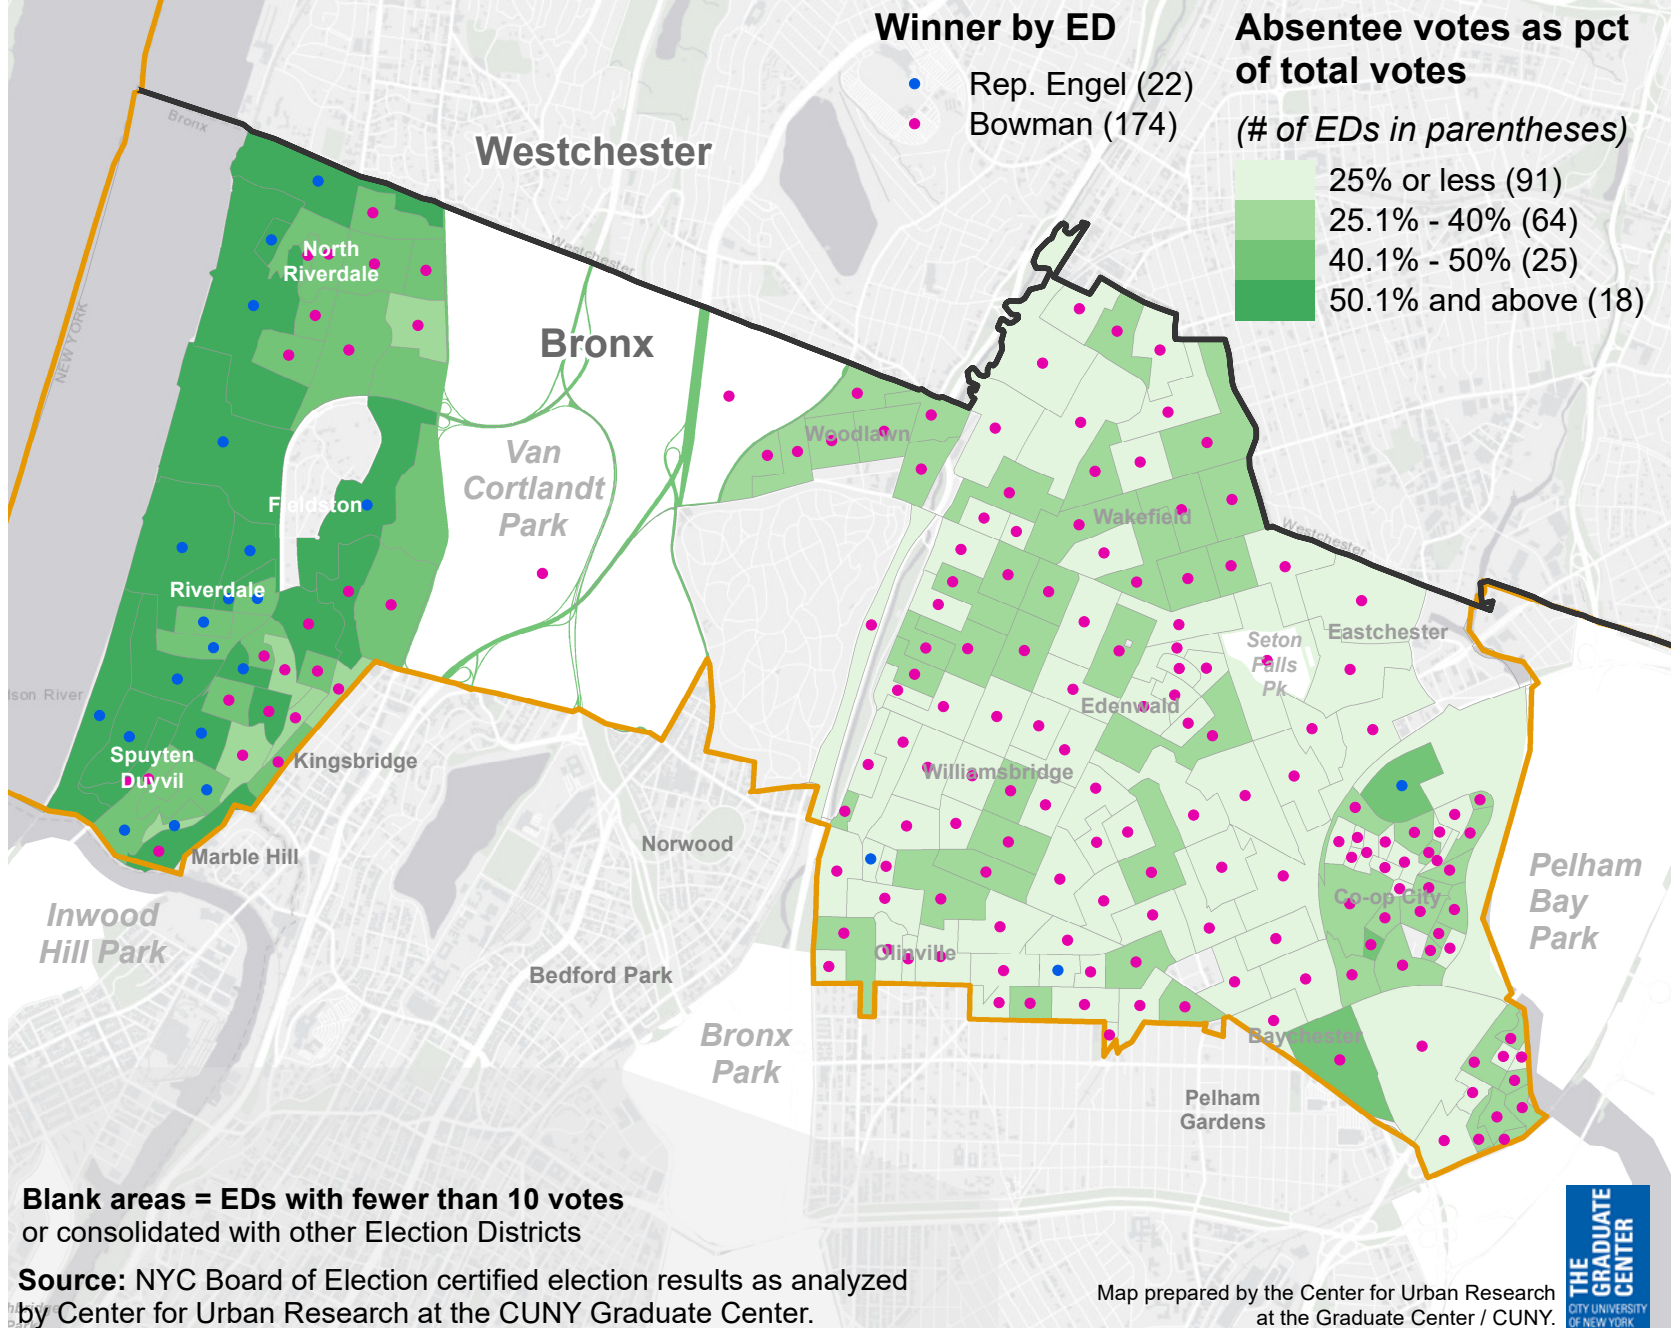 Winner by ED
Rep. Engel (22)
Bowman (174)
Absentee votes as pct
of total votes
(# of EDs in parentheses)
25% or less (91)
25.1% - 40% (64)
40.1% - 50% (25)
50.1% and above (18)
Bronx
Westchester
Westchester
Bronx
NEW YORK
North
Riverdale
Van
Cortlandt
Park
Woodlawn
Fieldston
Wakefield
Westchester
Riverdale
Seton
Falls
Pk
Eastchester
Edenwald
Spuyten
Duyvil
Kingsbridge
Williamsbridge
Norwood
Marble Hill
Co-op City
Pelham
Bay
Park
Inwood
Hill Park
Olinville
Bedford Park
Bronx
Park
Baychester
Pelham
Gardens
Blank areas = EDs with fewer than 10 votes
or consolidated with other Election Districts
Source: NYC Board of Election certified election results as analyzed
by Center for Urban Research at the CUNY Graduate Center.
Map prepared by the Center for Urban Research
at the Graduate Center / CUNY.
THE
GRADUATE
CENTER
CITY UNIVERSITY
OF NEW YORK